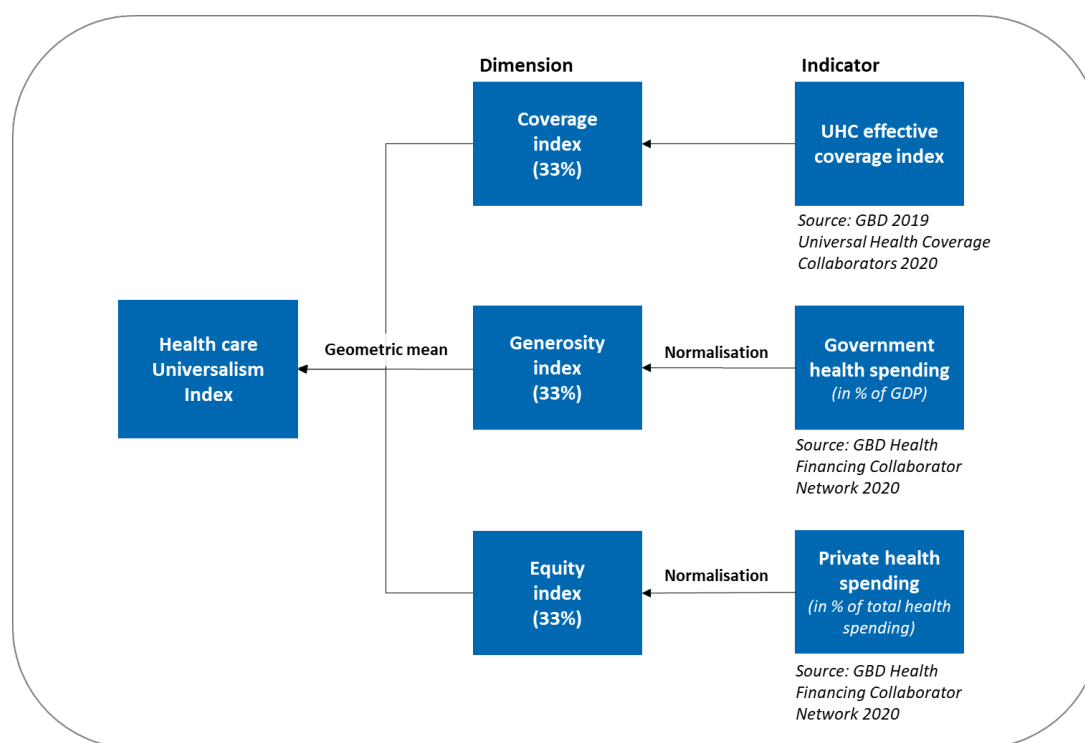 Dimension
Indicator
Coverage
index
(33%)
UHC effective
coverage index
Source: GBD 2019
Universal Health Coverage
Collaborators 2020
Health care
Universalism
Index
Geometric mean
Generosity
index
(33%)
Normalisation
Government
health spending
(in % of GDP)
Source: GBD Health
Financing Collaborator
Network 2020
Equity
index
(33%)
Normalisation
Private health
spending
(in % of total health
spending)
Source: GBD Health
Financing Collaborator
Network 2020